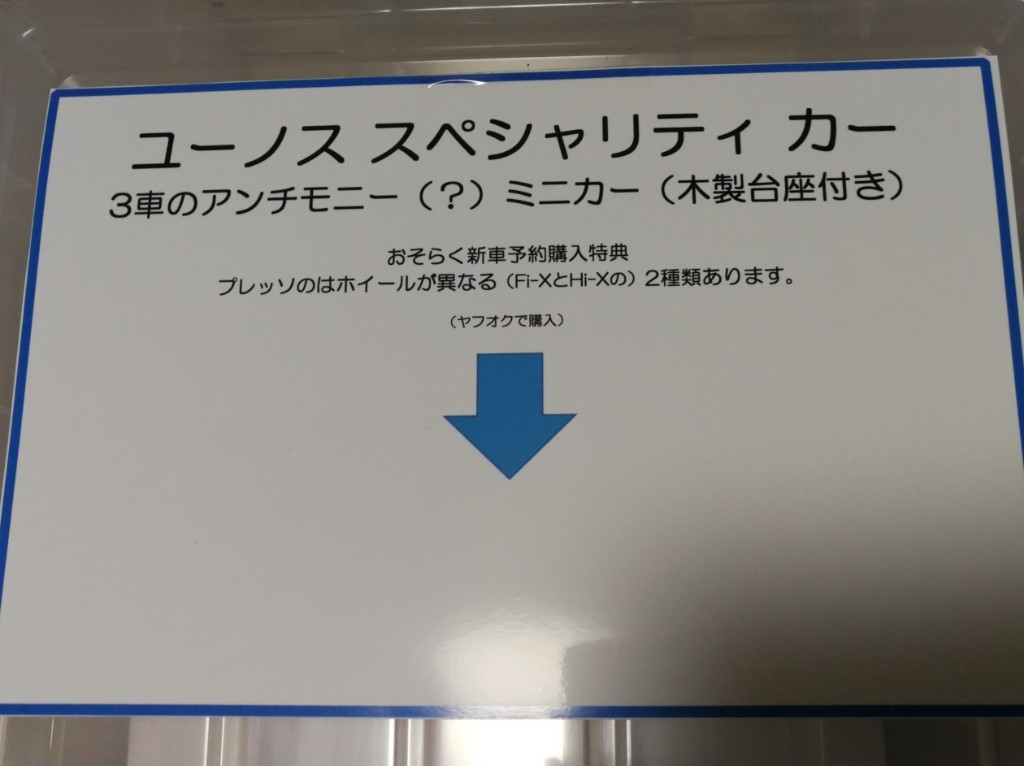 ユーノス スペシャリティ カー
3車のアンチモニー(?)ミニカー(木製台座付き)
おそらく新車予約購入特典
プレッソのはホイールが異なる(Fi-XとHi-Xの)2種類あります。
(ヤフオクで購入)